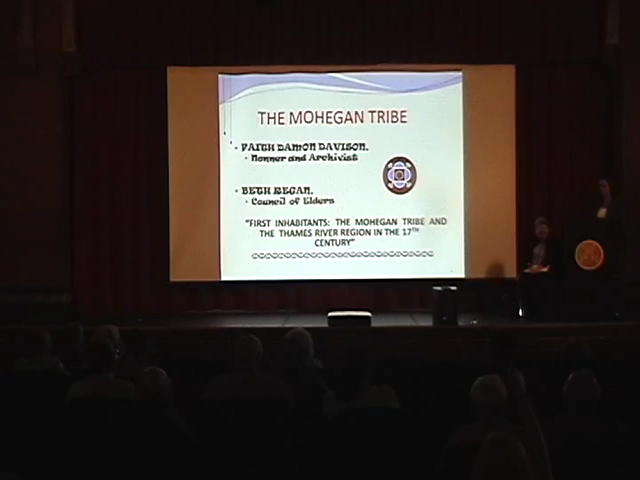 THE MOHEGAN TRIBE
• FAITH DAMON DAVISON,
• Nonner and Archivist
• BETH REGAN,
• Council of Elders
"FIRST INHABITANTS: THE MOHEGAN TRIBE AND
THE THAMES RIVER REGION IN THE 17TH
CENTURY"